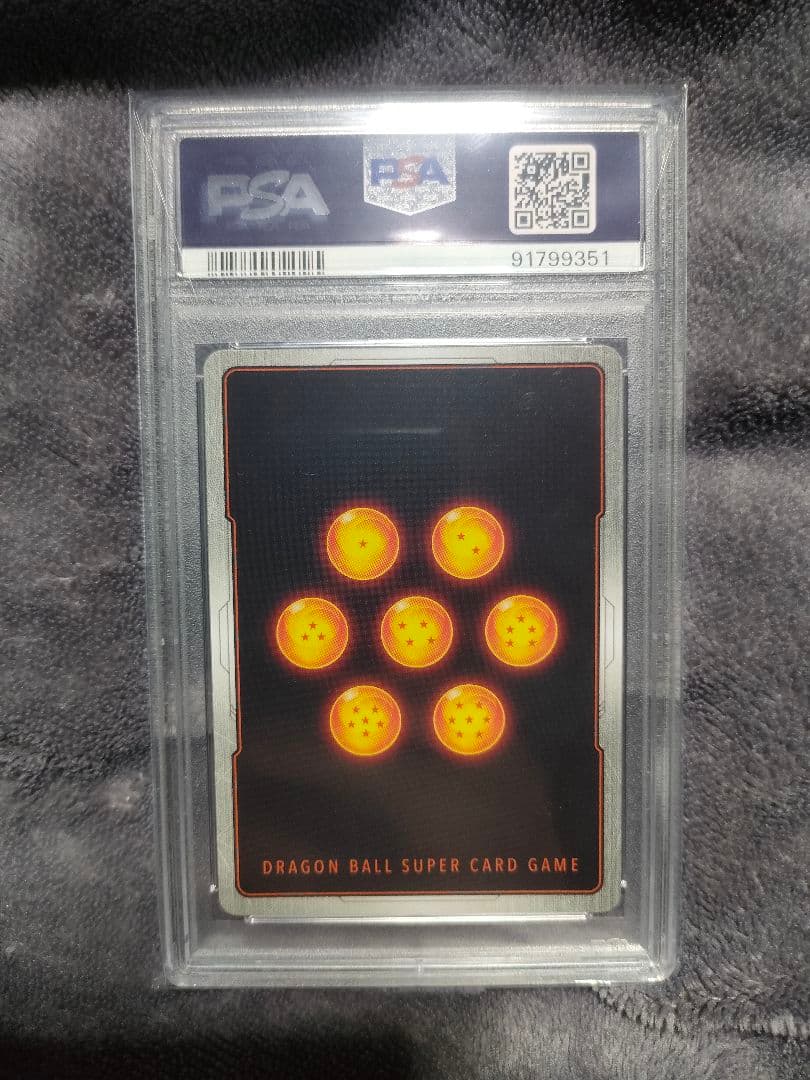 PSA PSA
91799351
DRAGON BALL SUPER CARD GAME